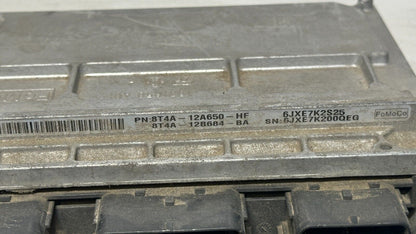 PN:8T4A-12A650-HF 6JXE7K2S25
8T4A-12B684-BA SN:6JXE7K200QEG
FoMoCo